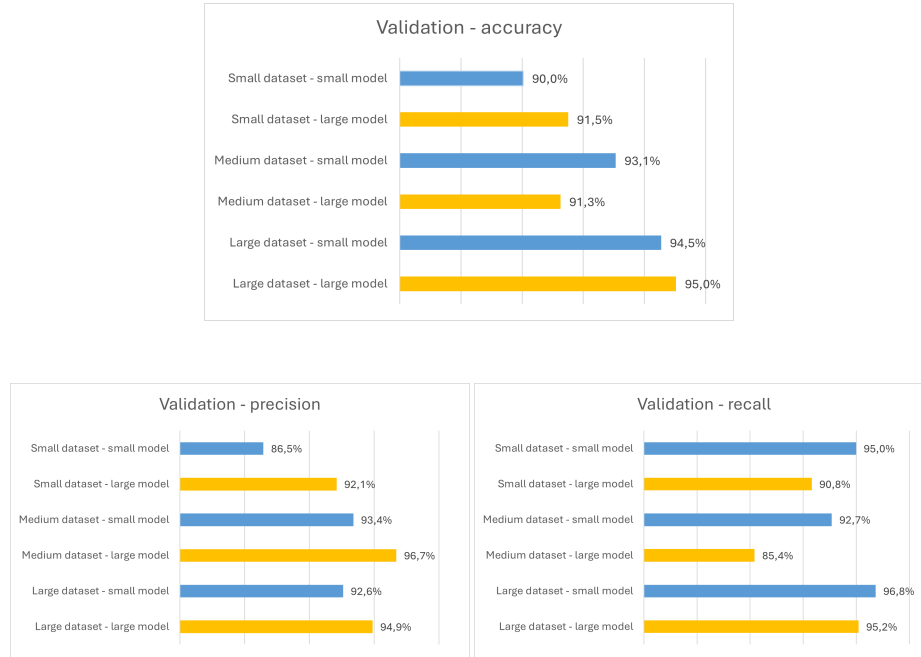 Validation - accuracy
Small dataset - small model 90,0%
Small dataset - large model 91,5%
Medium dataset - small model 93,1%
Medium dataset - large model 91,3%
Large dataset - small model 94,5%
Large dataset - large model 95,0%
Validation - precision
Small dataset - small model 86,5%
Small dataset - large model 92,1%
Medium dataset - small model 93,4%
Medium dataset - large model 96,7%
Large dataset - small model 92,6%
Large dataset - large model 94,9%
Validation - recall
Small dataset - small model 95,0%
Small dataset - large model 90,8%
Medium dataset - small model 92,7%
Medium dataset - large model 85,4%
Large dataset - small model 96,8%
Large dataset - large model 95,2%